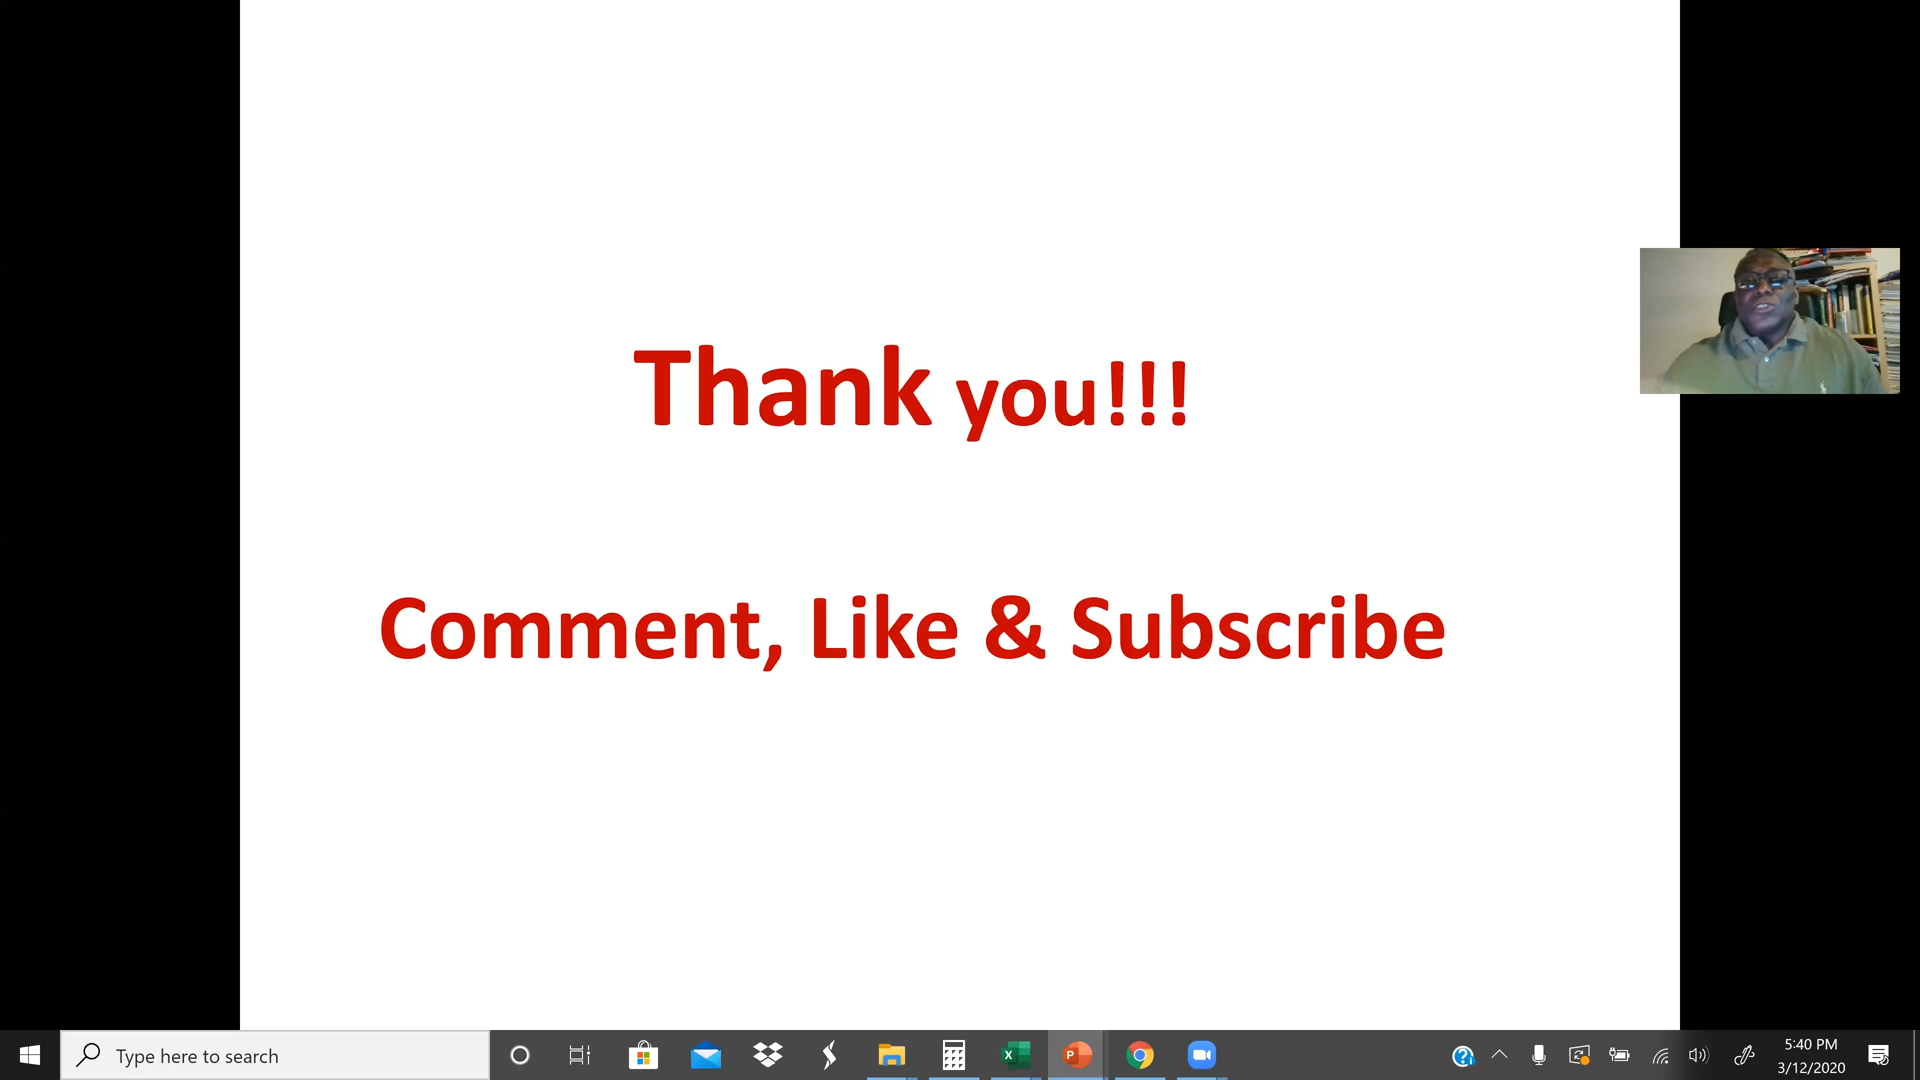 Thank you!!!
Comment, Like & Subscribe
Type here to search
5:40 PM
3/12/2020